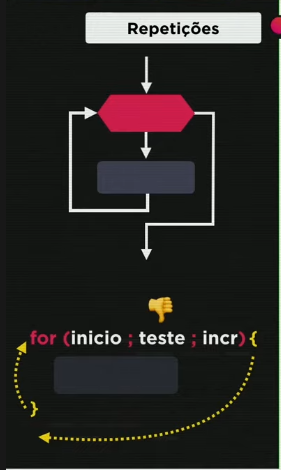 Repetições
for (inicio ; teste ; incr) {
}